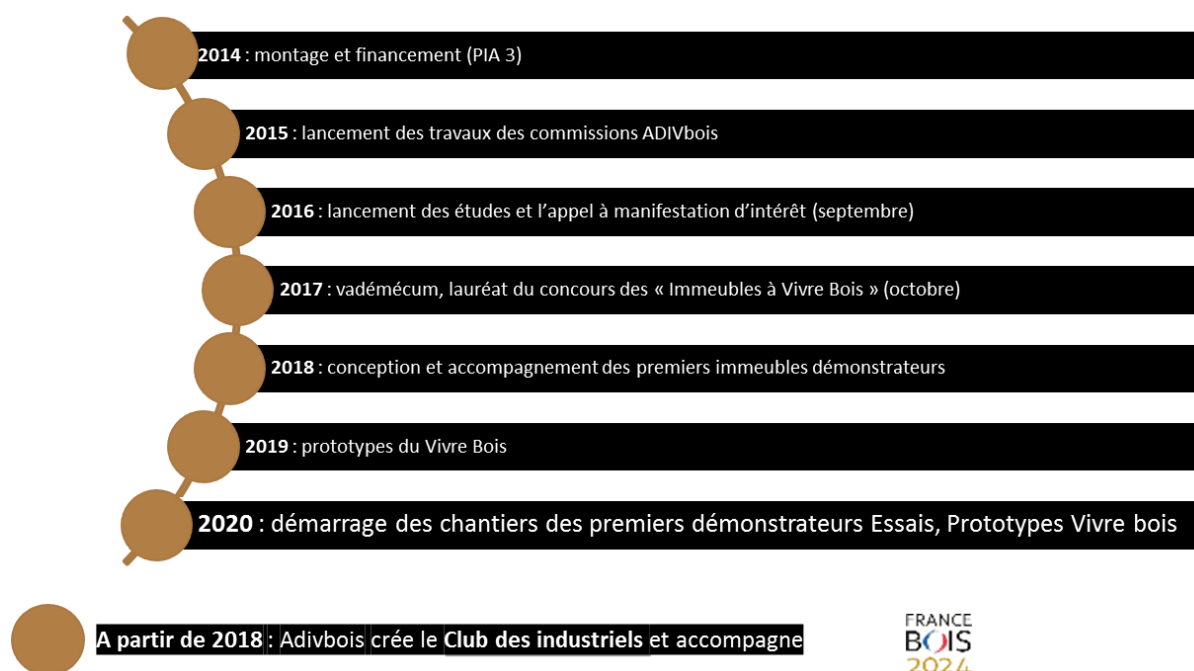 2014 : montage et financement (PIA 3)
2015 : lancement des travaux des commissions ADIVbois
2016 : lancement des études et l’appel à manifestation d’intérêt (septembre)
2017 : vadémécum, lauréat du concours des « Immeubles à Vivre Bois » (octobre)
2018 : conception et accompagnement des premiers immeubles démonstrateurs
2019 : prototypes du Vivre Bois
2020 : démarrage des chantiers des premiers démonstrateurs Essais, Prototypes Vivre bois
A partir de 2018 : Adivbois crée le Club des industriels et accompagne
FRANCE
BOIS
2024